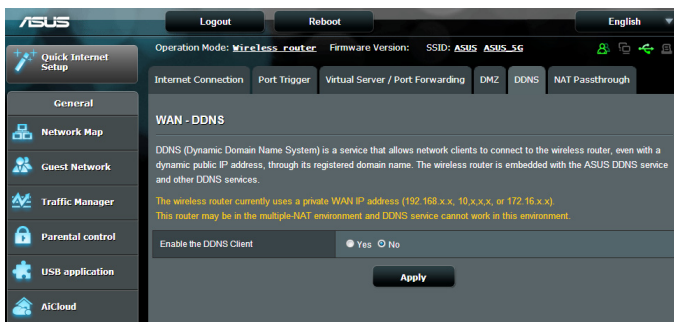 ASUS
Logout Reboot English
Operation Mode: Wireless router Firmware Version: SSID: ASUS ASUS_5G
Quick Internet
Setup
Internet Connection Port Trigger Virtual Server / Port Forwarding DMZ DDNS NAT Passthrough
General
Network Map
Guest Network
Traffic Manager
Parental control
USB application
AiCloud
WAN - DDNS
DDNS (Dynamic Domain Name System) is a service that allows network clients to connect to the wireless router, even with a
dynamic public IP address, through its registered domain name. The wireless router is embedded with the ASUS DDNS service
and other DDNS services.
The wireless router currently uses a private WAN IP address (192.168.x.x, 10,x,x,x, or 172.16.x.x).
This router may be in the multiple-NAT environment and DDNS service cannot work in this environment.
Enable the DDNS Client Yes No
Apply